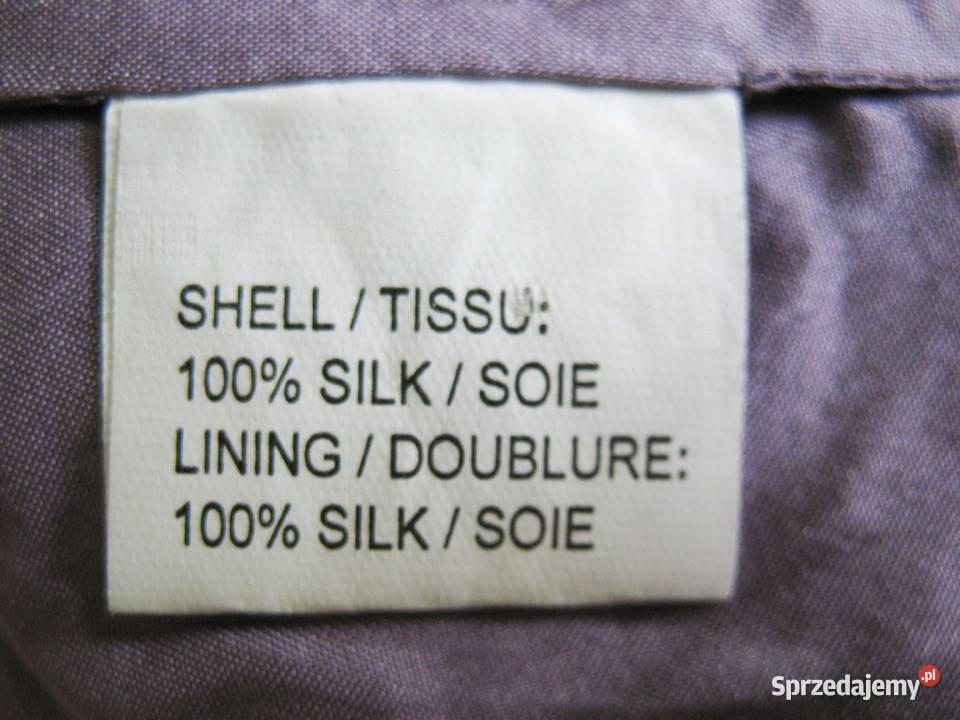 SHELL / TISSU:
100% SILK / SOIE
LINING / DOUBLURE:
100% SILK / SOIE
Sprzedajemy.pl